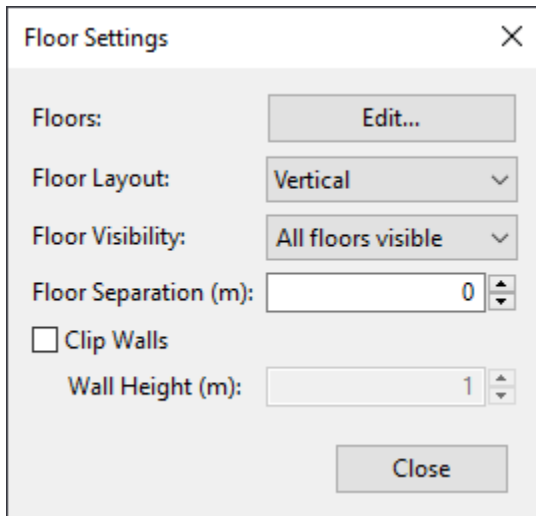 Floor Settings
Floors: Edit...
Floor Layout: Vertical
Floor Visibility: All floors visible
Floor Separation (m): 0
Clip Walls
Wall Height (m): 1
Close